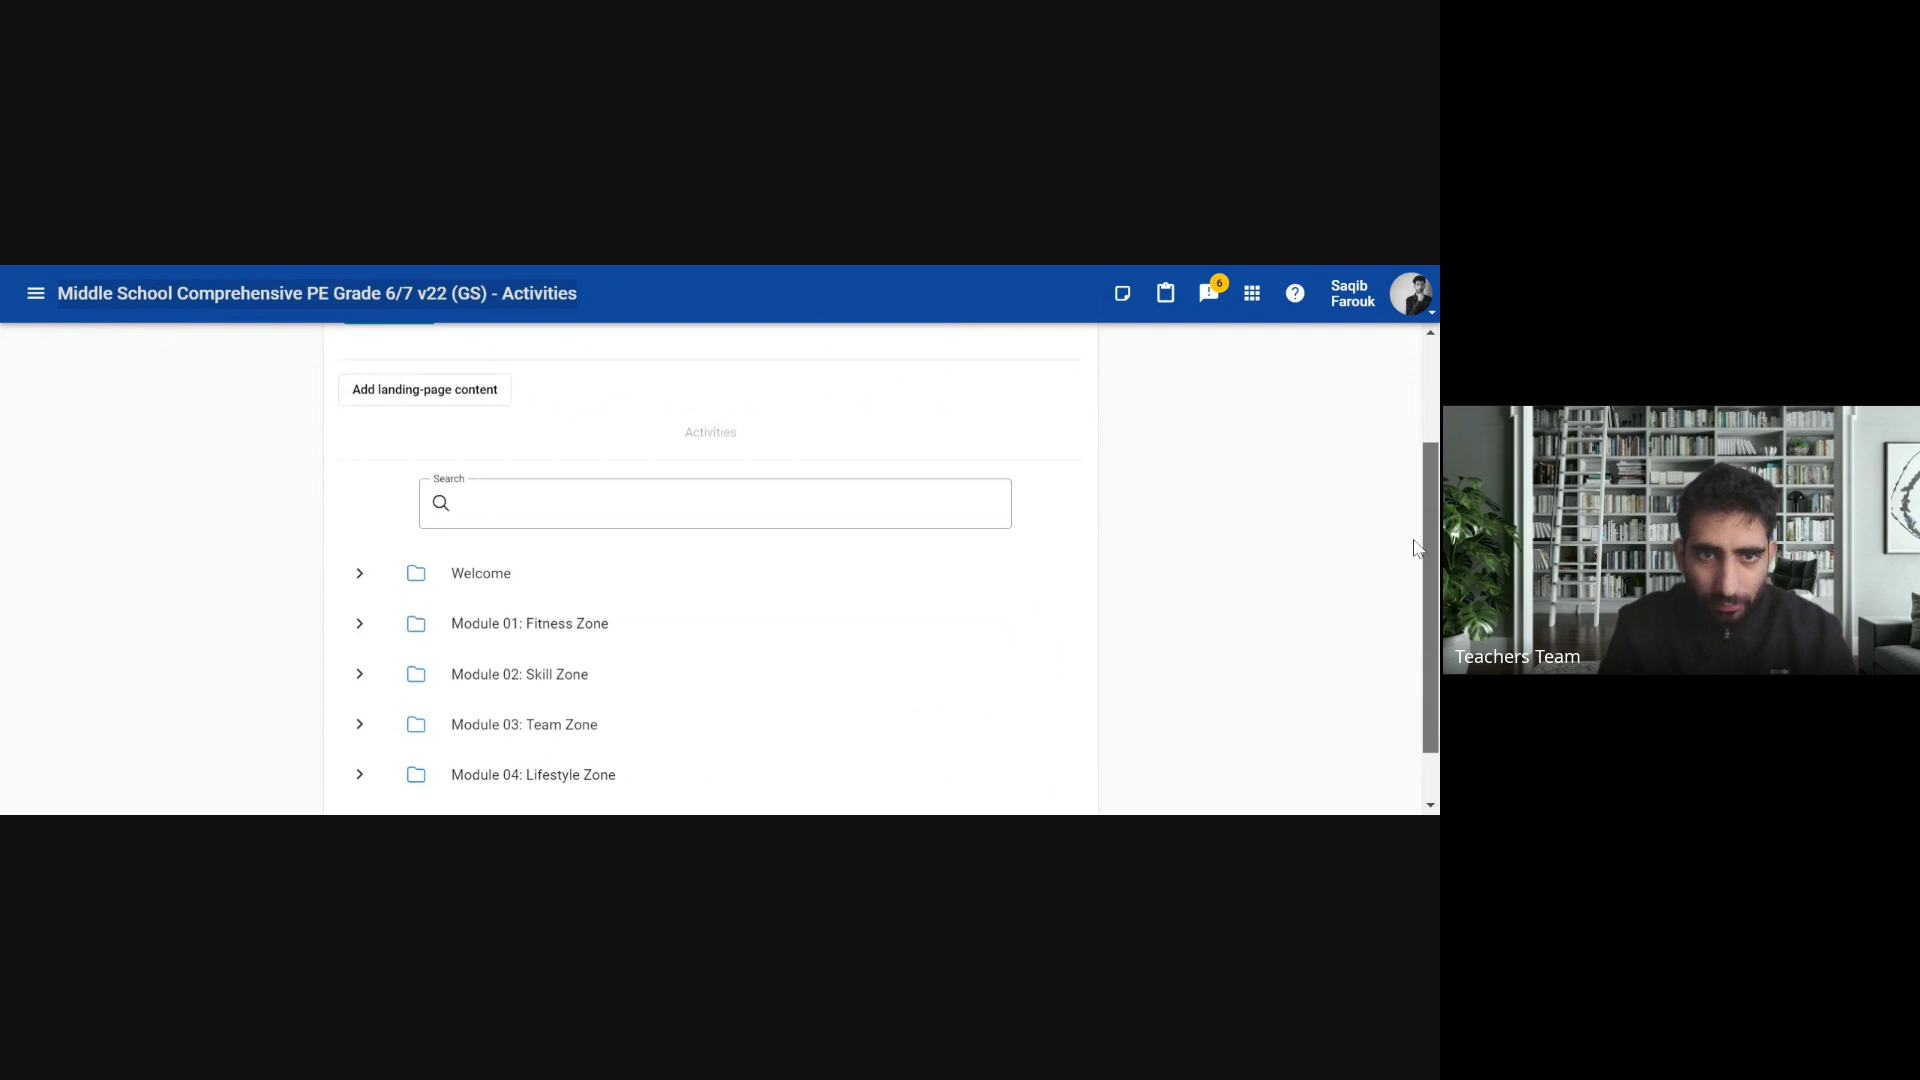 Middle School Comprehensive PE Grade 6/7 v22 (GS) - Activities
6
Saqib
Farouk
Add landing-page content
Activities
Search
Welcome
Module 01: Fitness Zone
Module 02: Skill Zone
Module 03: Team Zone
Module 04: Lifestyle Zone
Teachers Team